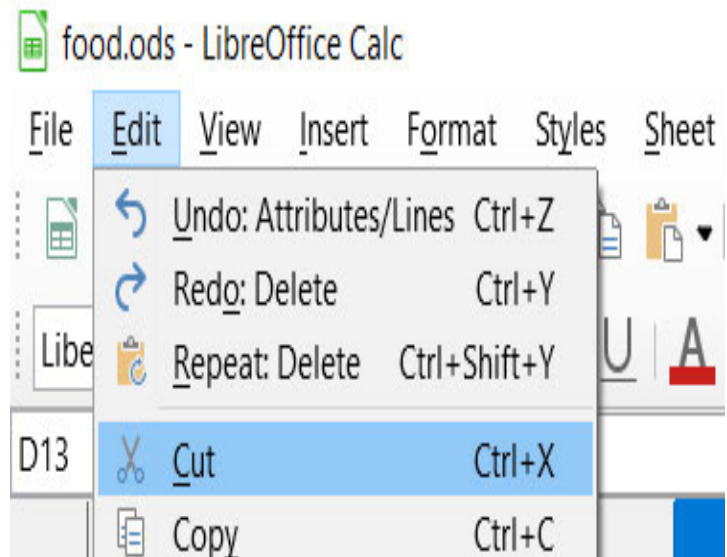 food.ods - LibreOffice Calc
File Edit View Insert Format Styles Sheet
Undo: Attributes/Lines Ctrl+Z
Redo: Delete Ctrl+Y
Repeat: Delete Ctrl+Shift+Y
Libe U A
D13
Cut Ctrl+X
Copy Ctrl+C